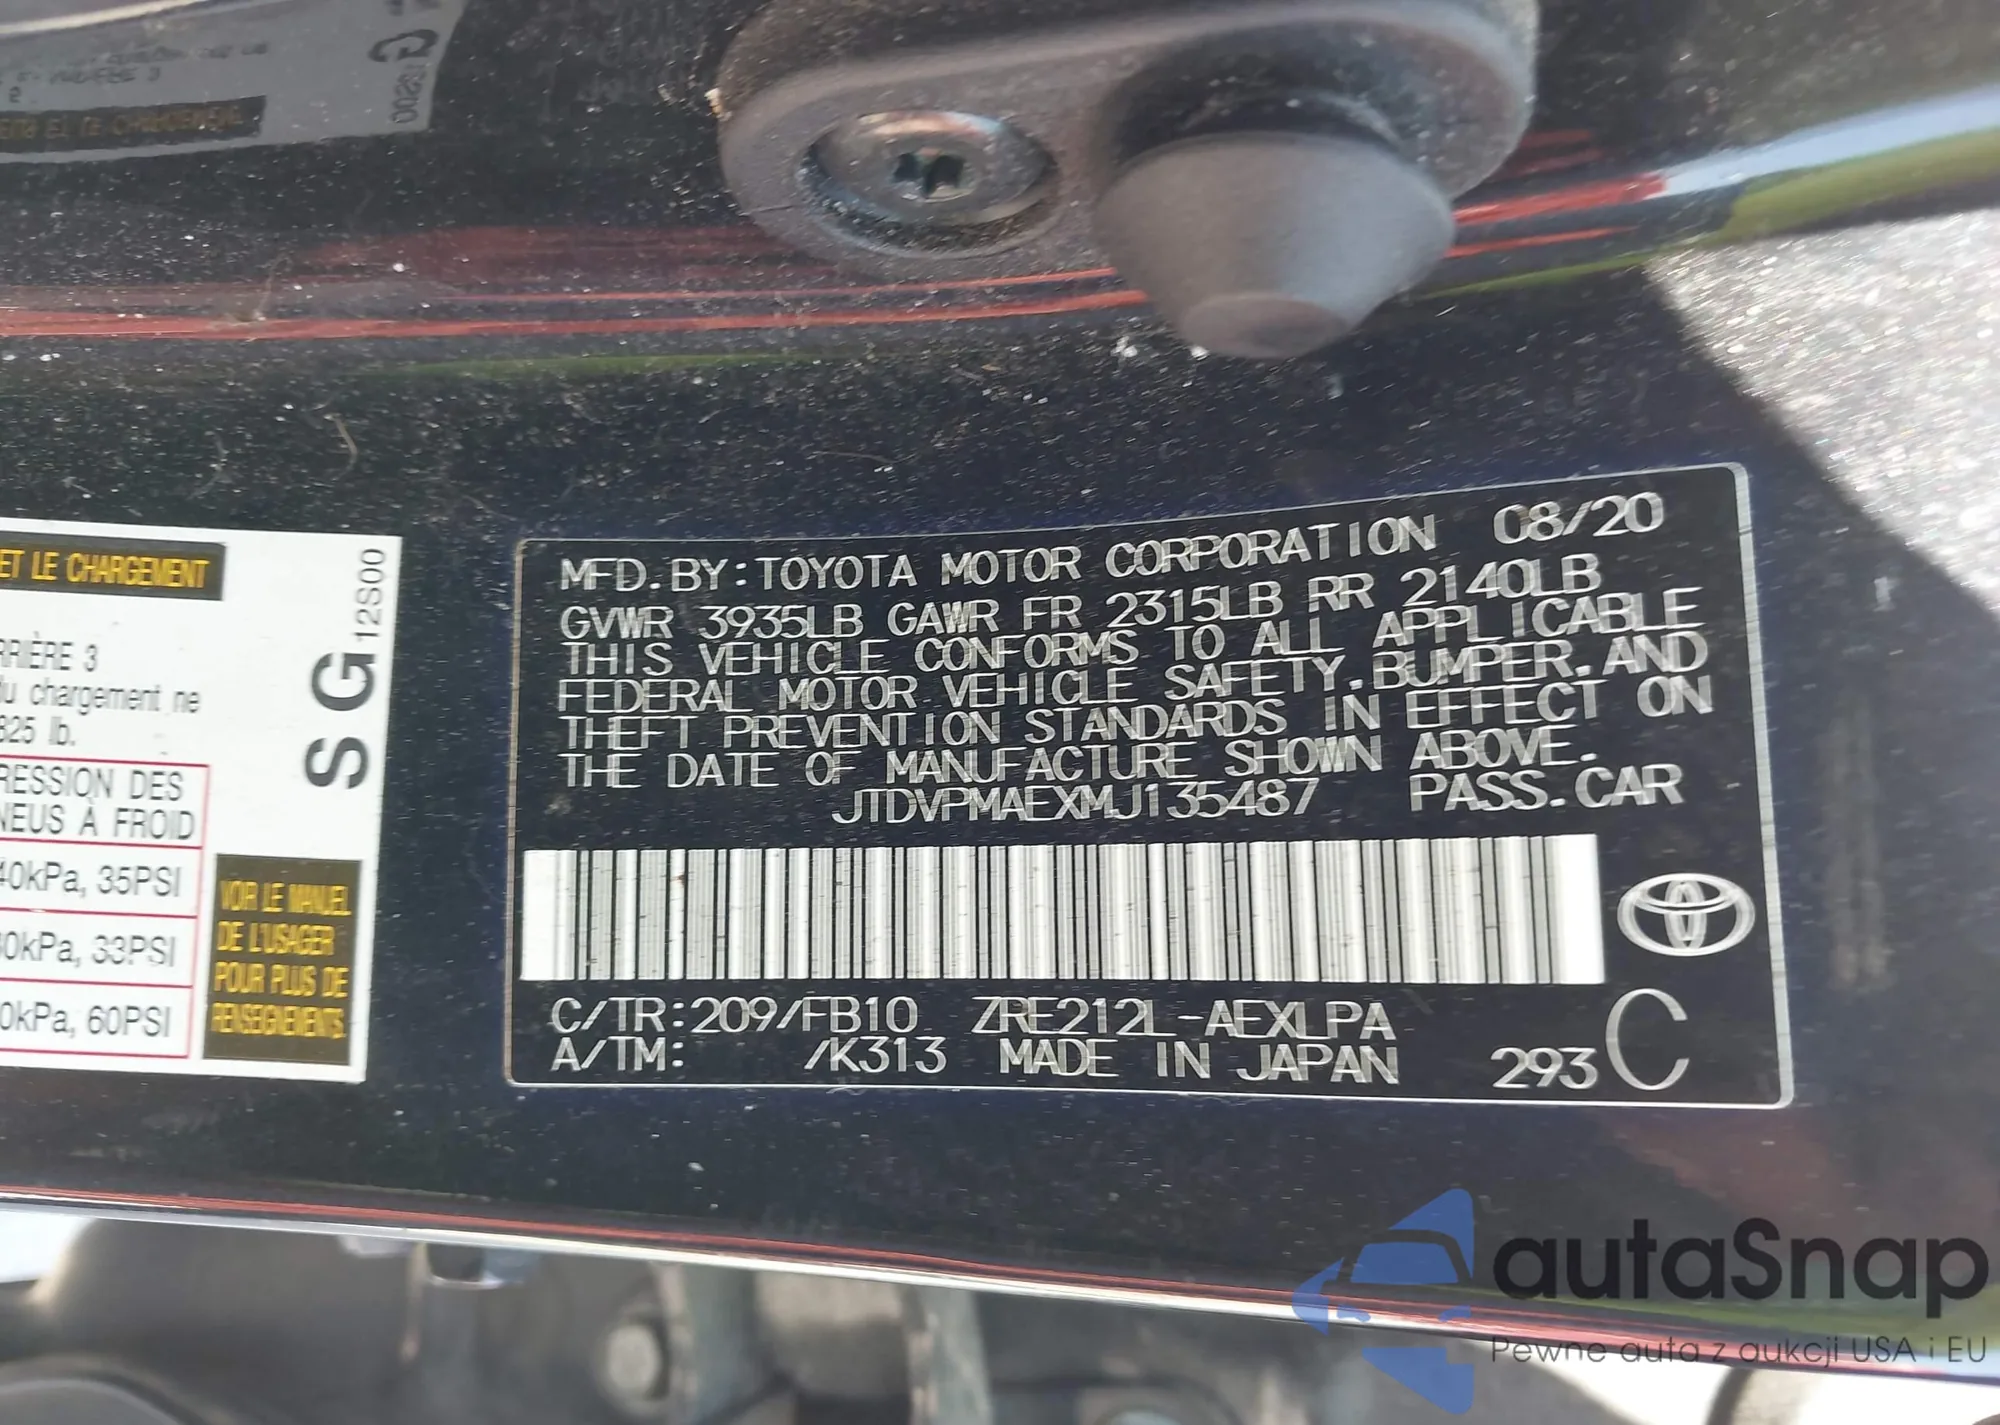 ET LE CHARGEMENT
RRIÈRE 3
du chargement ne
825 lb.
RESSION DES
NEUS À FROID
40kPa, 35PSI
30kPa, 33PSI
0kPa, 60PSI
VOIR LE MANUEL
DE L'USAGER
POUR PLUS DE
RENSEIGNEMENTS.
S G 12S00
MFD. BY: TOYOTA MOTOR CORPORATION 08/20
GVWR 3935LB GAWR FR 2315LB RR 2140LB
THIS VEHICLE CONFORMS TO ALL APPLICABLE
FEDERAL MOTOR VEHICLE SAFETY, BUMPER, AND
THEFT PREVENTION STANDARDS IN EFFECT ON
THE DATE OF MANUFACTURE SHOWN ABOVE.
JTDVPMAEXMJ135487 PASS. CAR
C/TR: 209/FB10 ZRE212L-AEXLPA
A/TM: /K313 MADE IN JAPAN 293 C
autaSnap
Pewne auta z aukcji USA i EU